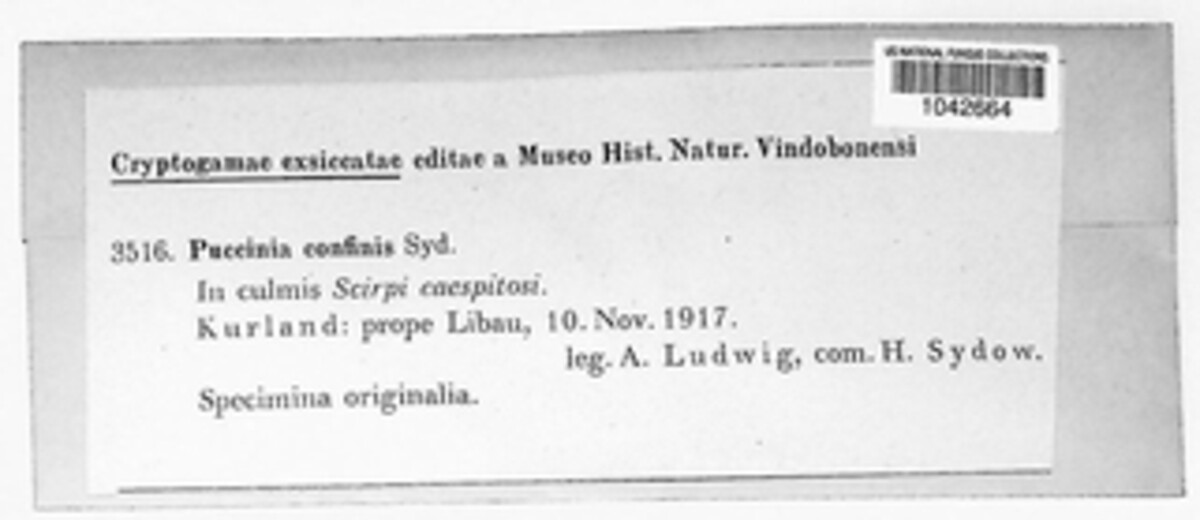 US NATIONAL FUNGUS COLLECTIONS
1042664
Cryptogamae exsiccatae editae a Museo Hist. Natur. Vindobonensi
3516. Puccinia confinis Syd.
In culmis Scirpi caespitosi.
Kurland: prope Libau, 10. Nov. 1917.
leg. A. Ludwig, com. H. Sydow.
Specimina originalia.